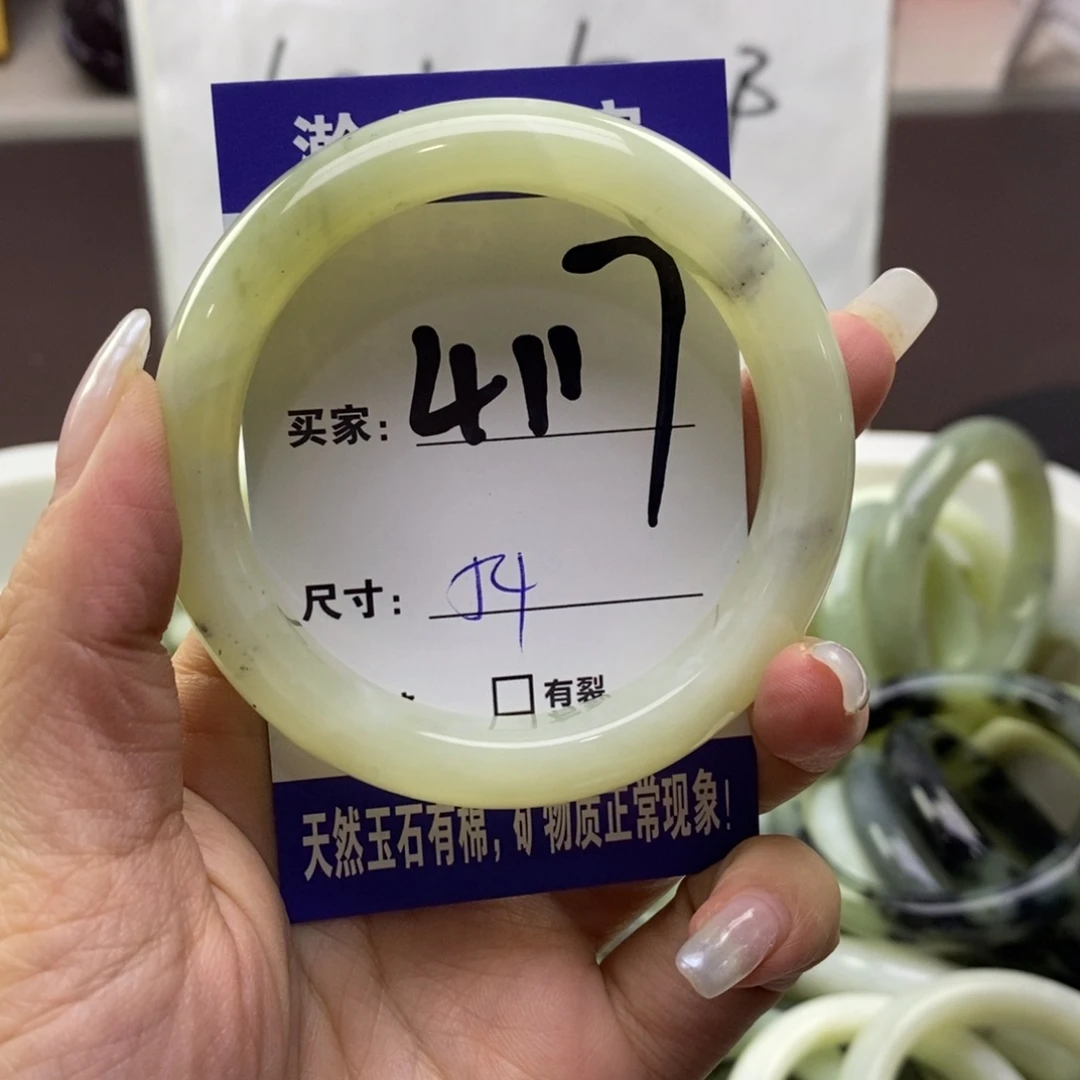 买家: 4117
尺寸: 54
□有裂
天然玉石有棉, 矿物质正常现象!